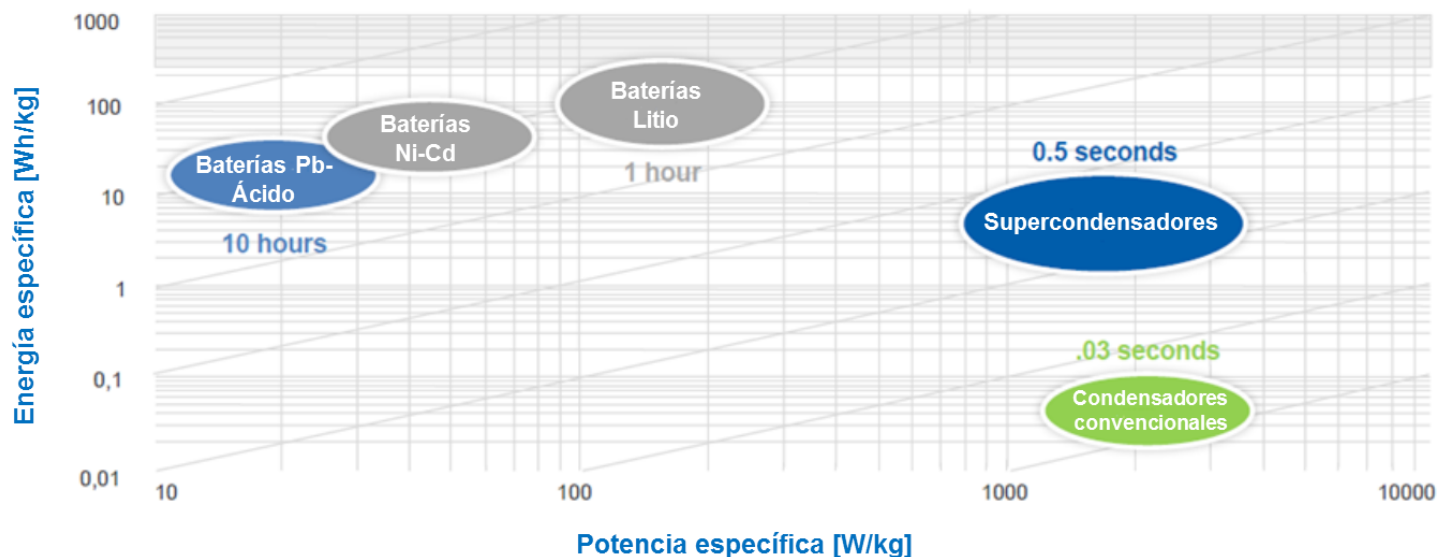 Energía específica [Wh/kg]
1000
100
10
1
0,1
0,01
Baterías
Litio
Baterías
Ni-Cd
Baterías Pb-
Ácido
1 hour
10 hours
0.5 seconds
Supercondensadores
.03 seconds
Condensadores
convencionales
10
100
1000
10000
Potencia específica [W/kg]